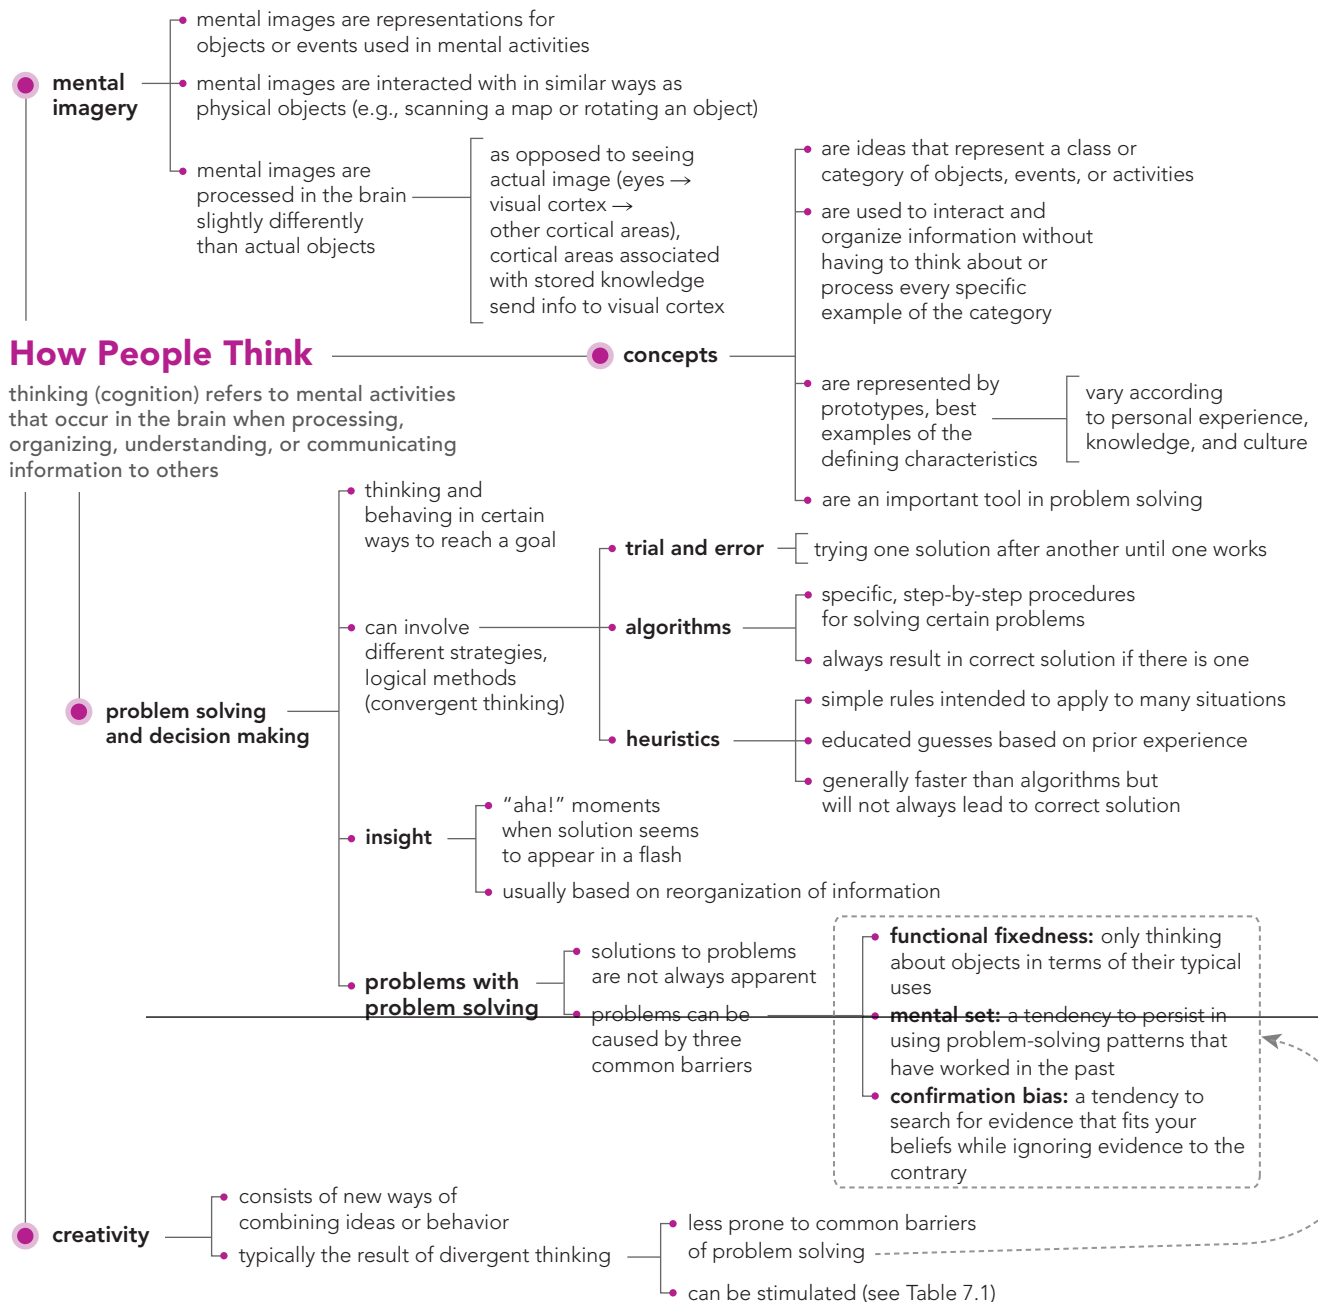 mental images are representations for
objects or events used in mental activities
mental
imagery
mental images are interacted with in similar ways as
physical objects (e.g., scanning a map or rotating an object)
mental images are
processed in the brain
slightly differently
than actual objects
as opposed to seeing
actual image (eyes →
visual cortex →
other cortical areas),
cortical areas associated
with stored knowledge
send info to visual cortex
How People Think
thinking (cognition) refers to mental activities
that occur in the brain when processing,
organizing, understanding, or communicating
information to others
concepts
are ideas that represent a class or
category of objects, events, or activities
are used to interact and
organize information without
having to think about or
process every specific
example of the category
are represented by
prototypes, best
examples of the
defining characteristics
vary according
to personal experience,
knowledge, and culture
are an important tool in problem solving
problem solving
and decision making
thinking and
behaving in certain
ways to reach a goal
can involve
different strategies,
logical methods
(convergent thinking)
trial and error
trying one solution after another until one works
algorithms
specific, step-by-step procedures
for solving certain problems
always result in correct solution if there is one
heuristics
simple rules intended to apply to many situations
educated guesses based on prior experience
generally faster than algorithms but
will not always lead to correct solution
insight
“aha!” moments
when solution seems
to appear in a flash
usually based on reorganization of information
problems with
problem solving
solutions to problems
are not always apparent
problems can be
caused by three
common barriers
functional fixedness: only thinking
about objects in terms of their typical
uses
mental set: a tendency to persist in
using problem-solving patterns that
have worked in the past
confirmation bias: a tendency to
search for evidence that fits your
beliefs while ignoring evidence to the
contrary
creativity
consists of new ways of
combining ideas or behavior
typically the result of divergent thinking
less prone to common barriers
of problem solving
can be stimulated (see Table 7.1)